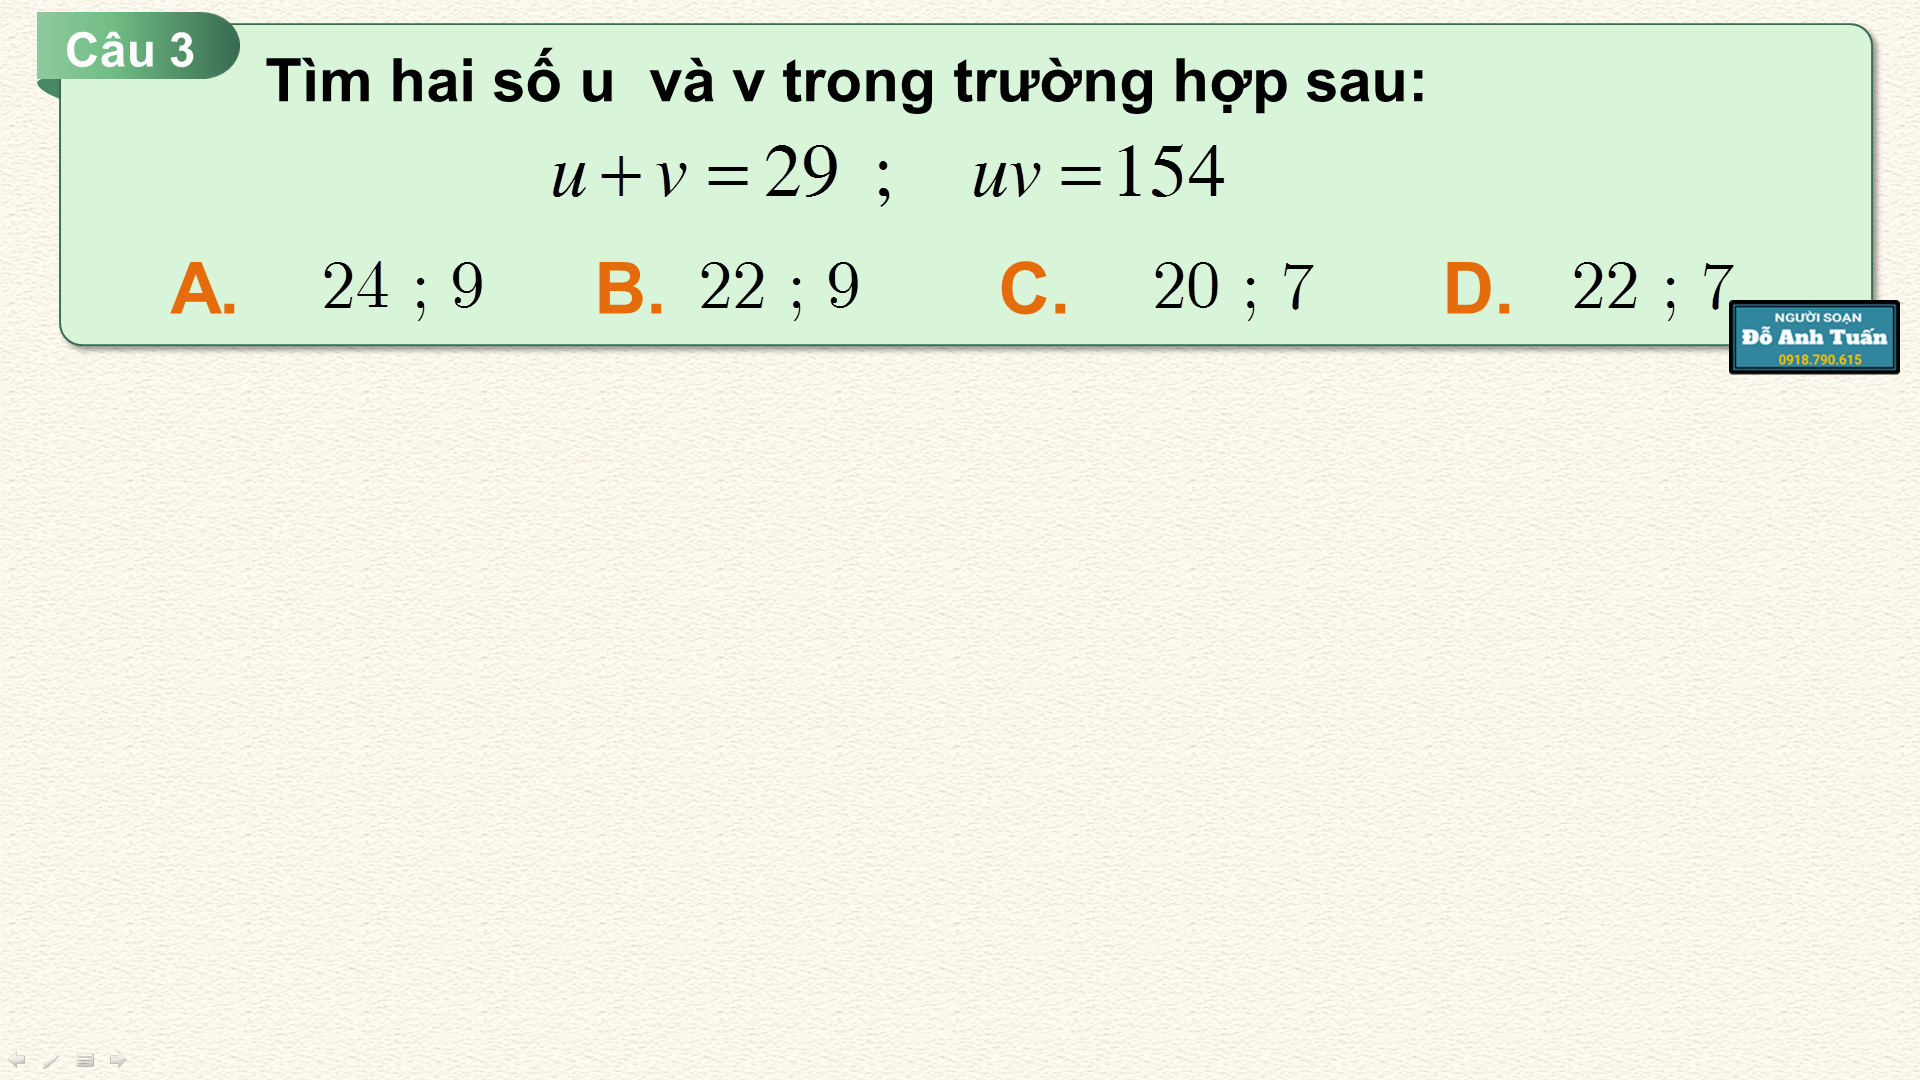 Câu 3
Tìm hai số u và v trong trường hợp sau:
u + v = 29 ; uv = 154
A. 24 ; 9 B. 22 ; 9 C. 20 ; 7 D. 22 ; 7
NGƯỜI SOẠN
Đỗ Anh Tuấn
0918.790.615